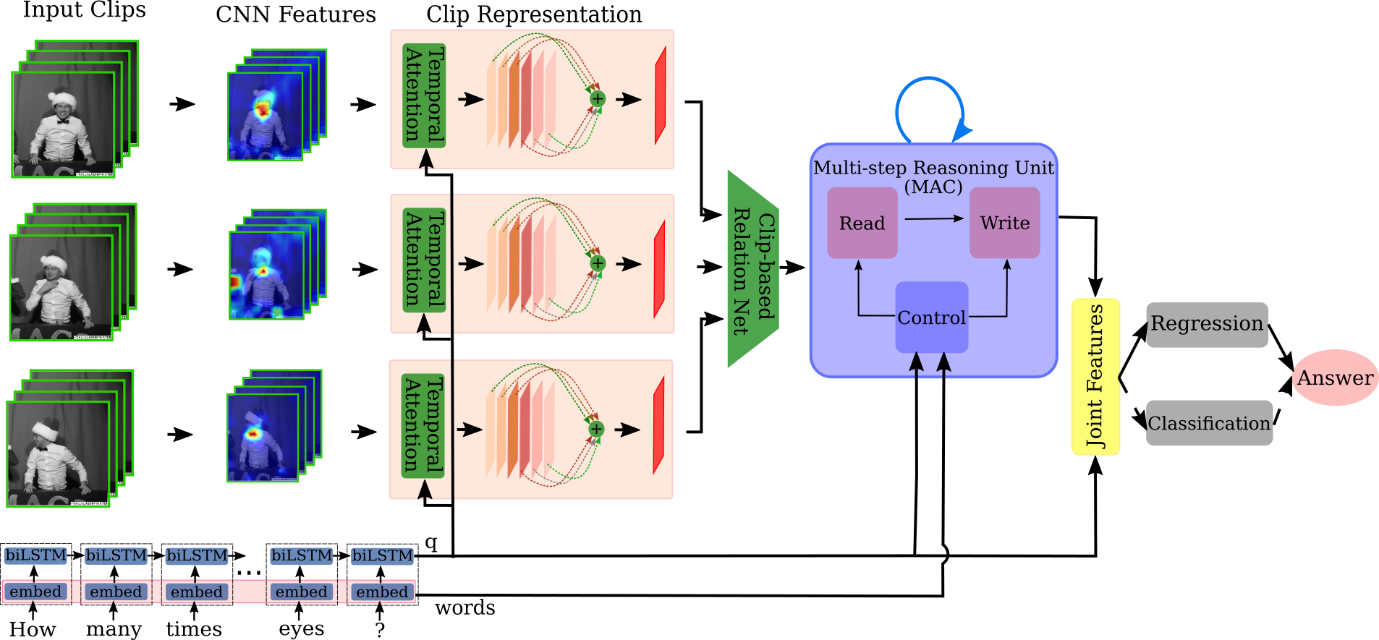 Input Clips
CNN Features
Clip Representation
Temporal
Attention
+
Temporal
Attention
+
Temporal
Attention
+
Clip-based
Relation Net
Multi-step Reasoning Unit
(MAC)
Read
Write
Control
Joint Features
Regression
Classification
Answer
biLSTM
biLSTM
biLSTM
...
biLSTM
biLSTM
q
embed
embed
embed
embed
embed
words
How
many
times
eyes
?